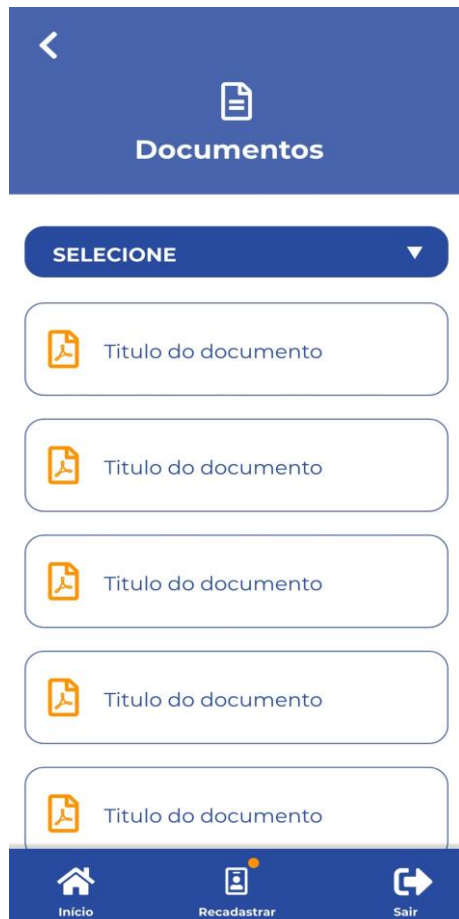 Documentos
SELECIONE
Titulo do documento
Titulo do documento
Titulo do documento
Titulo do documento
Titulo do documento
Início
Recadastrar
Sair